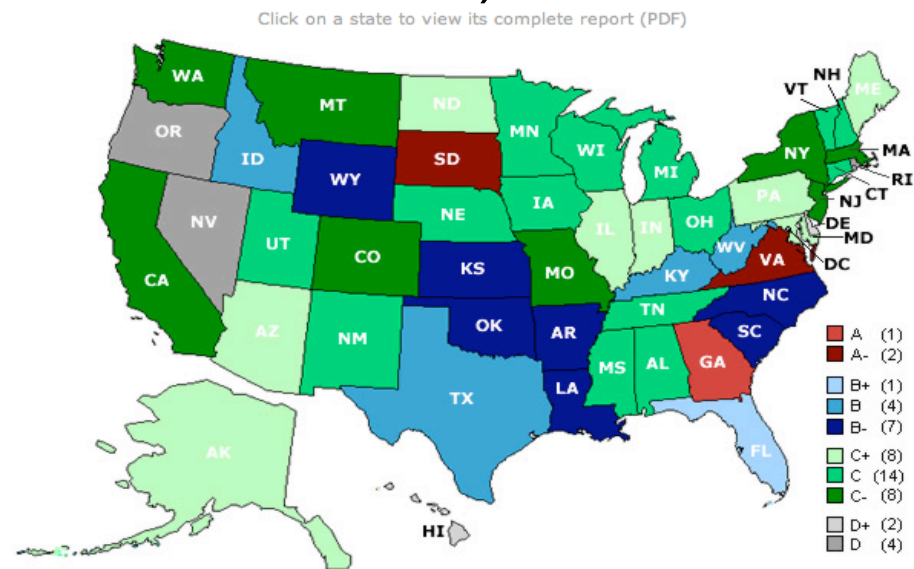 Click on a state to view its complete report (PDF)
WA
MT
ND
MN
VT
NH
ME
OR
ID
WY
SD
WI
MI
NY
MA
RI
CT
NJ
PA
DE
MD
DC
NV
UT
CO
NE
IA
IL
IN
OH
WV
VA
CA
KS
MO
KY
NC
AZ
NM
OK
AR
TN
SC
MS
AL
GA
LA
TX
FL
AK
HI
A (1)
A- (2)
B+ (1)
B (4)
B- (7)
C+ (8)
C (14)
C- (8)
D+ (2)
D (4)